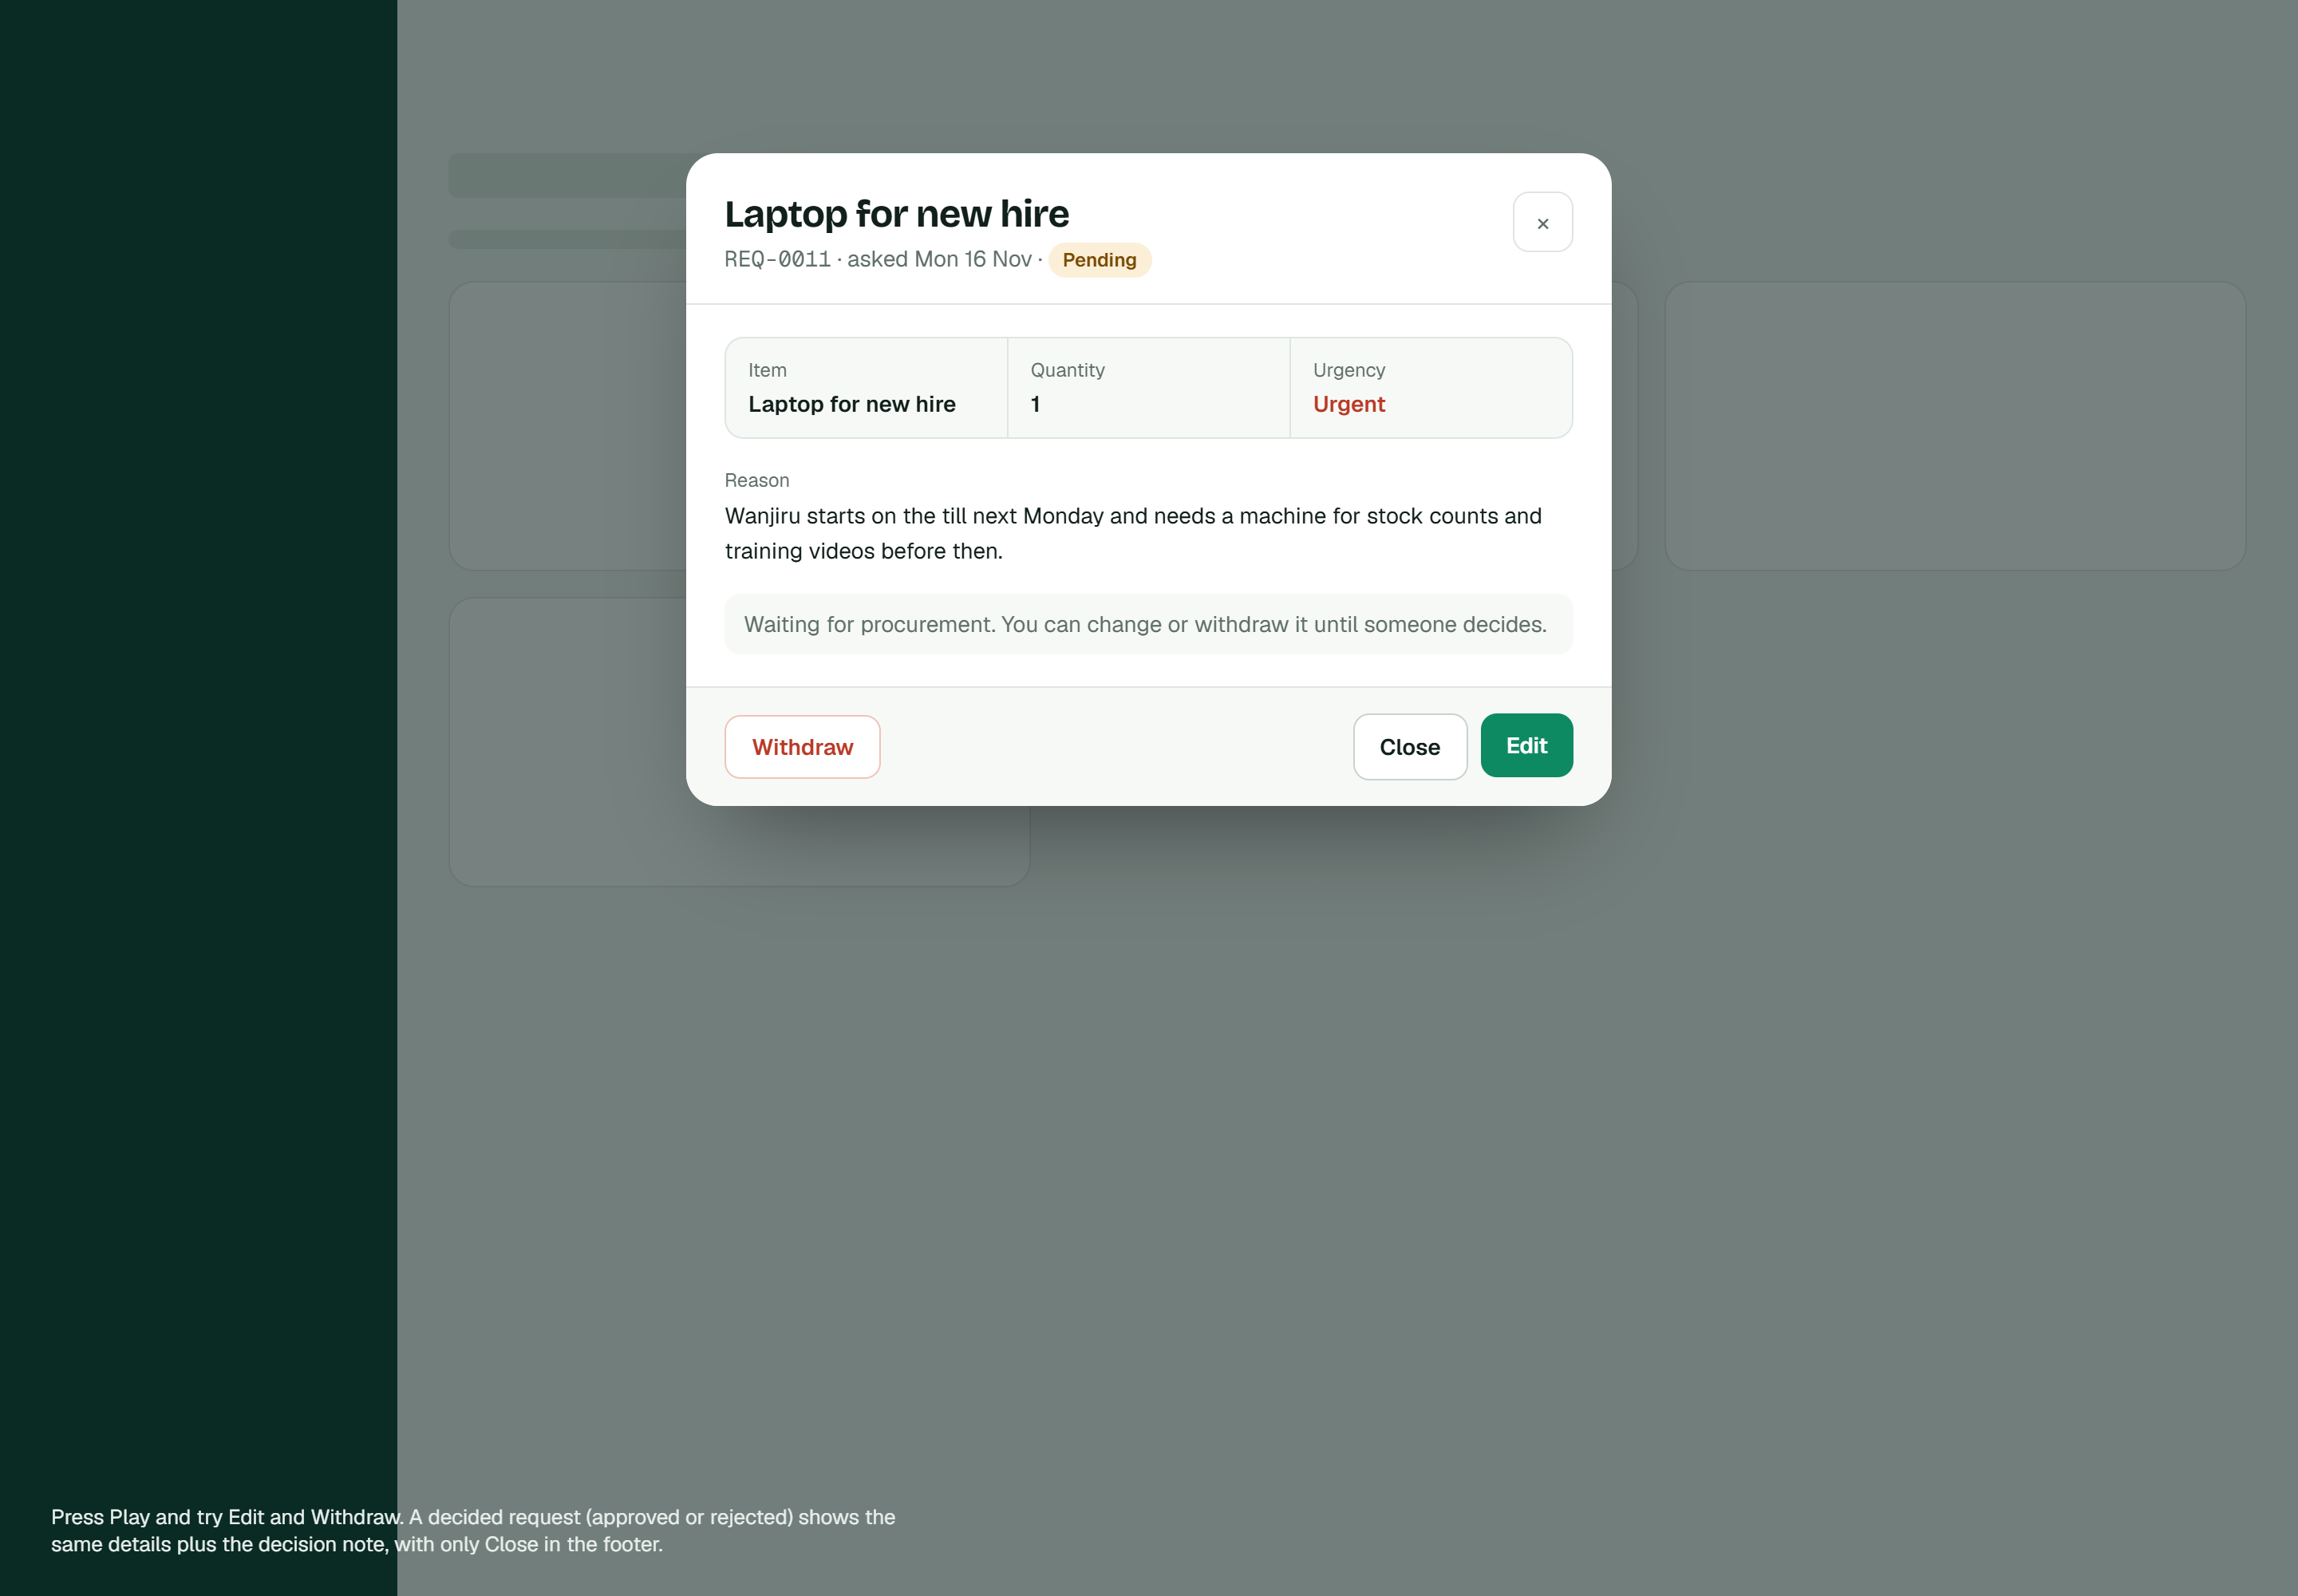 Laptop for new hire
×
REQ-0011 · asked Mon 16 Nov · Pending
Item
Laptop for new hire
Quantity
1
Urgency
Urgent
Reason
Wanjiru starts on the till next Monday and needs a machine for stock counts and
training videos before then.
Waiting for procurement. You can change or withdraw it until someone decides.
Withdraw
Close
Edit
Press Play and try Edit and Withdraw. A decided request (approved or rejected) shows the
same details plus the decision note, with only Close in the footer.